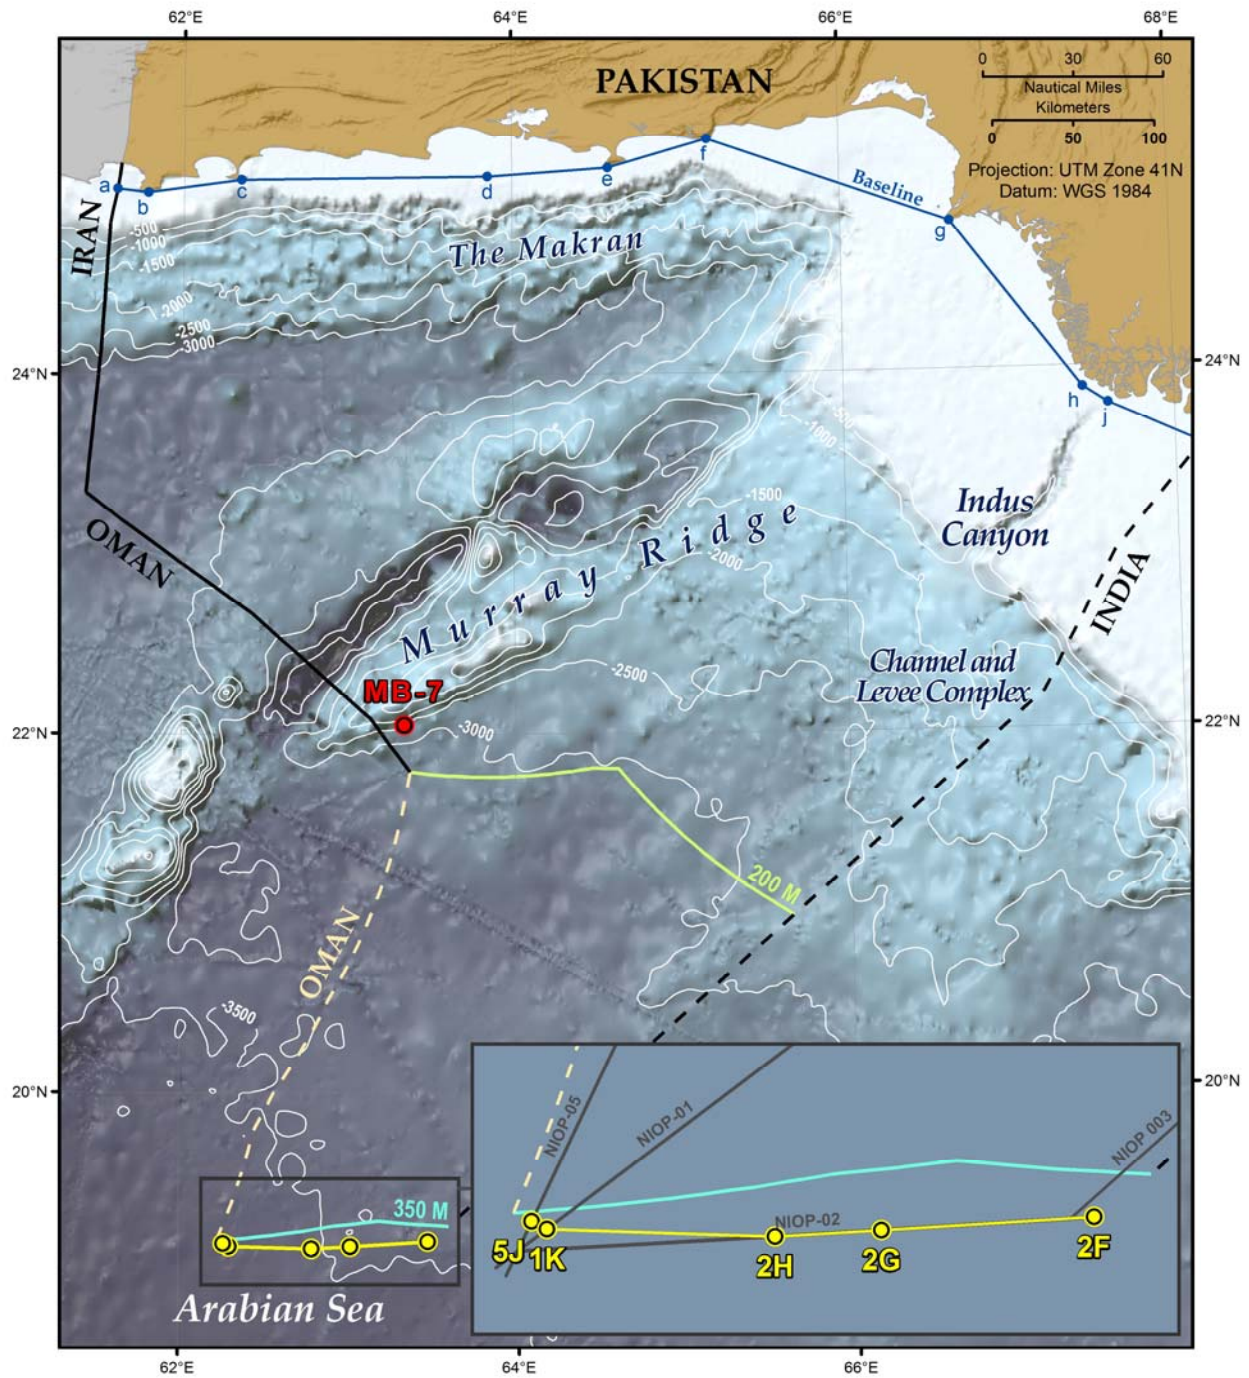 62°E
64°E
66°E
68°E
PAKISTAN
0
30
60
Nautical Miles
Kilometers
0
50
100
Projection: UTM Zone 41N
Datum: WGS 1984
a
b
c
d
e
f
Baseline
g
h
j
IRAN
The Makran
-500
-1000
-1500
-2000
-2500
-3000
24°N
24°N
-500
-1000
-1500
-2000
OMAN
Murray Ridge
Indus
Canyon
INDIA
Channel and
Levee Complex
-2500
MB-7
-3000
22°N
22°N
200 M
OMAN
-3500
20°N
20°N
NIOP-05
NIOP-01
NIOP 003
350 M
NIOP-02
5J
1K
2H
2G
2F
Arabian Sea
62°E
64°E
66°E